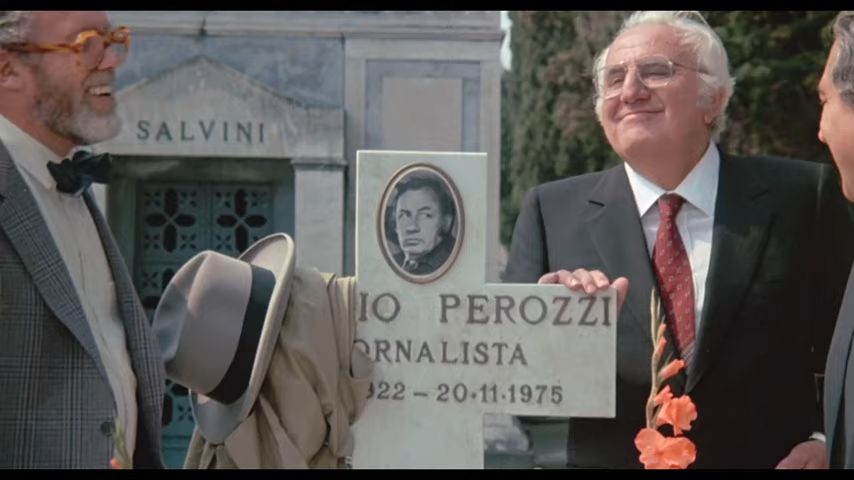 SALVINI
IO PEROZZI
ORNALISTA
922 – 20·11·1975